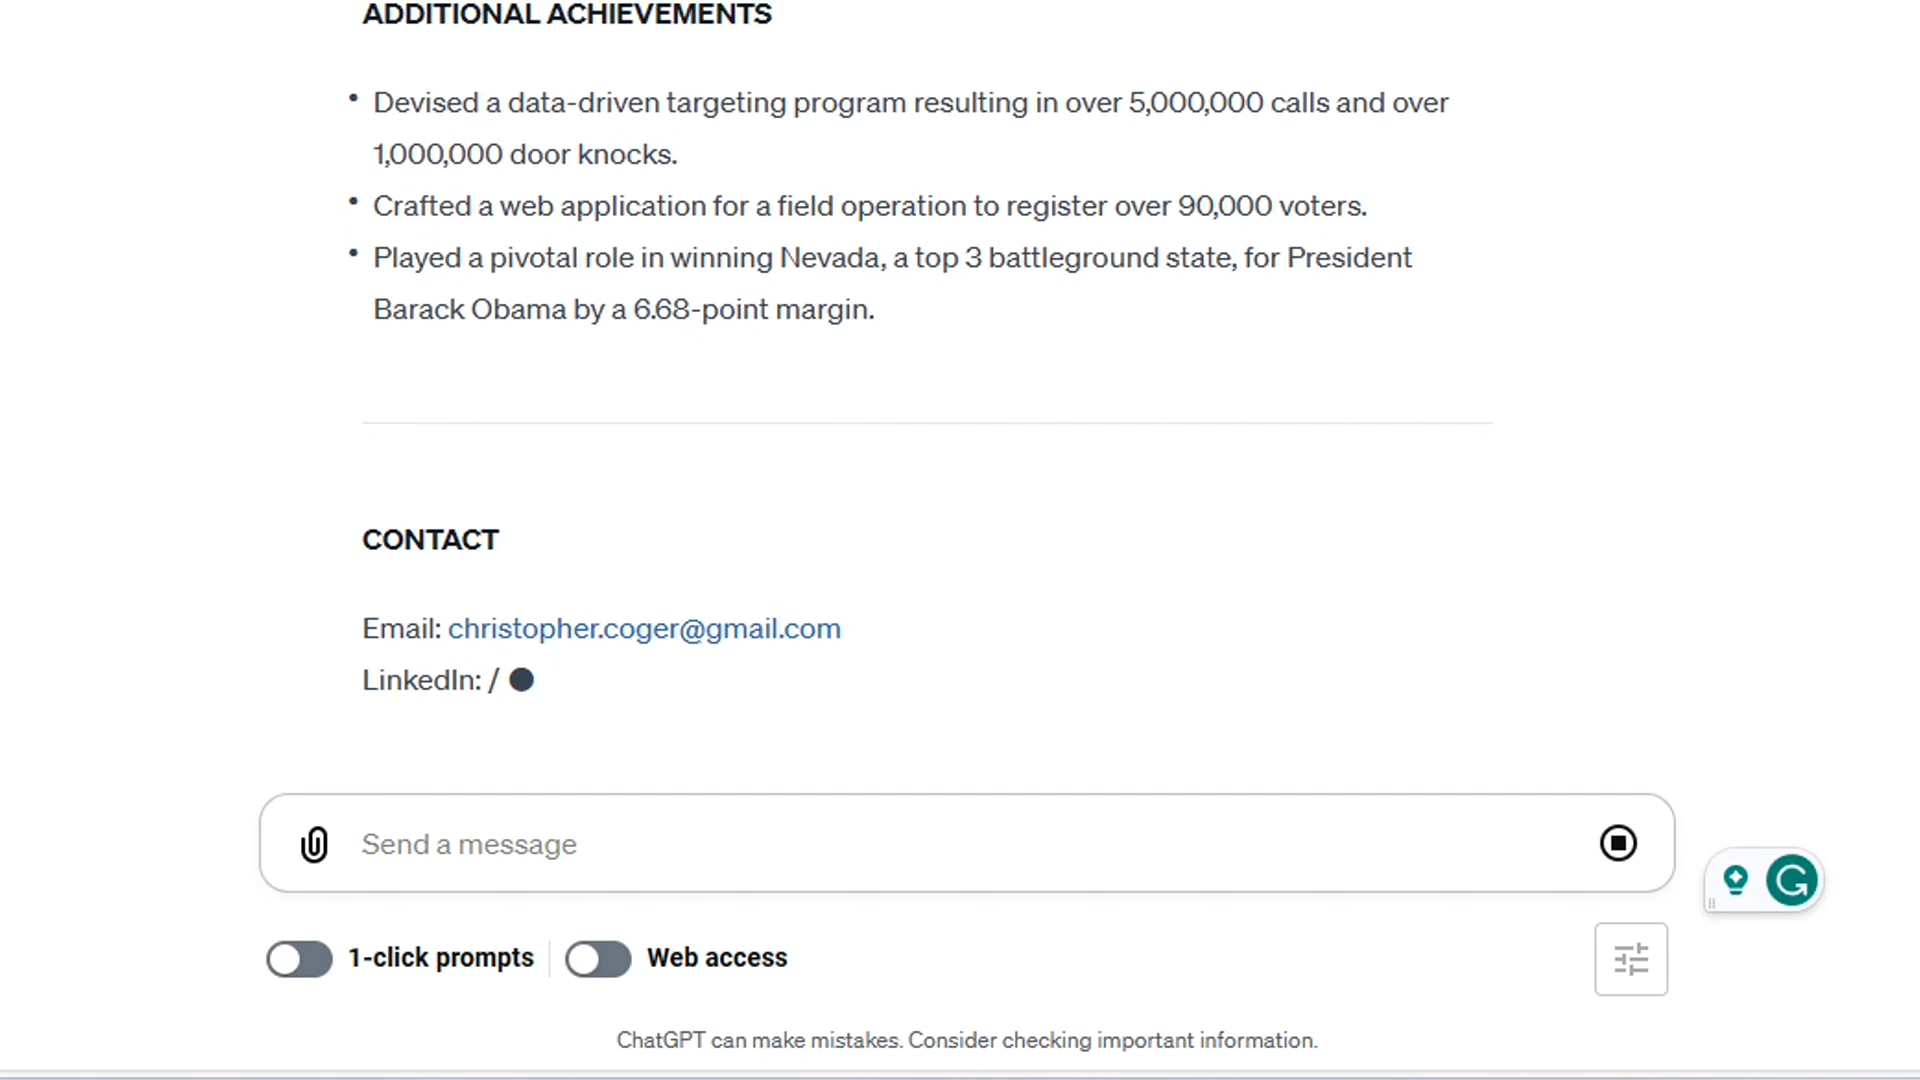 ADDITIONAL ACHIEVEMENTS
• Devised a data-driven targeting program resulting in over 5,000,000 calls and over
1,000,000 door knocks.
• Crafted a web application for a field operation to register over 90,000 voters.
• Played a pivotal role in winning Nevada, a top 3 battleground state, for President
Barack Obama by a 6.68-point margin.
CONTACT
Email: christopher.coger@gmail.com
LinkedIn: /
Send a message
1-click prompts
Web access
ChatGPT can make mistakes. Consider checking important information.